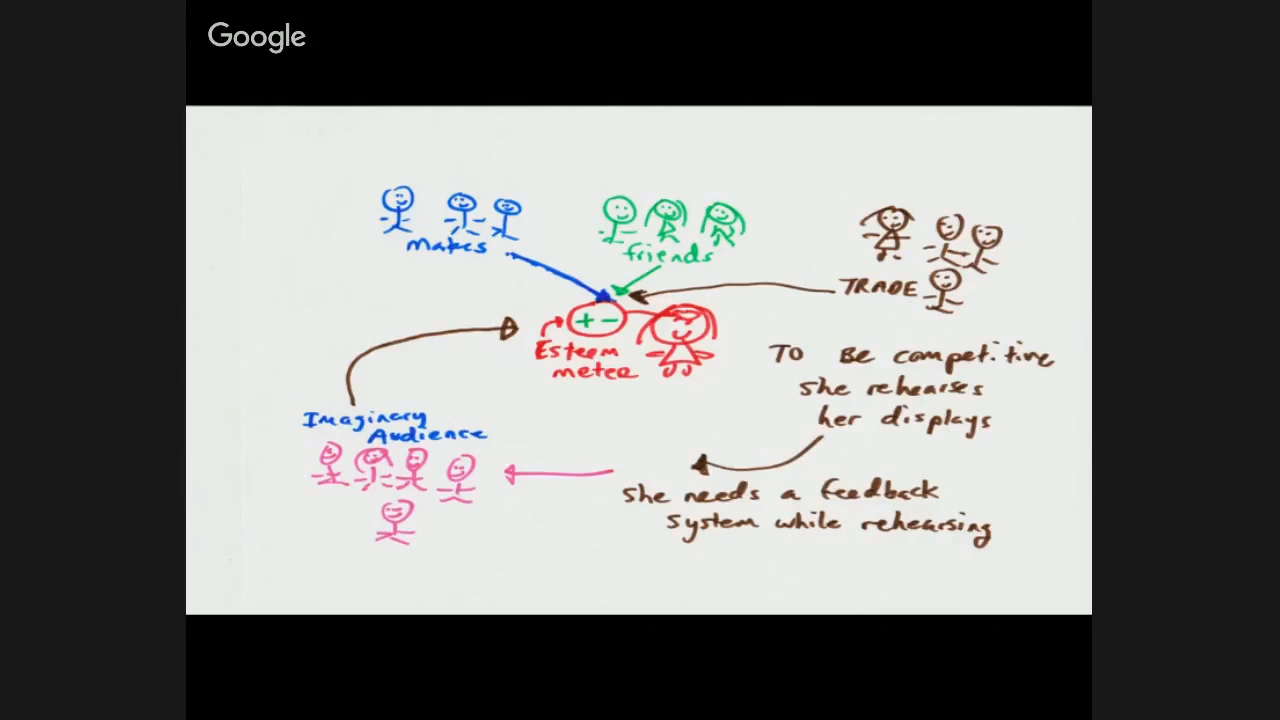 Google
mates
friends
TRADE
+ -
Esteem
meter
To Be competitive
she rehearses
her displays
Imaginary
Audience
She needs a feedback
system while rehearsing